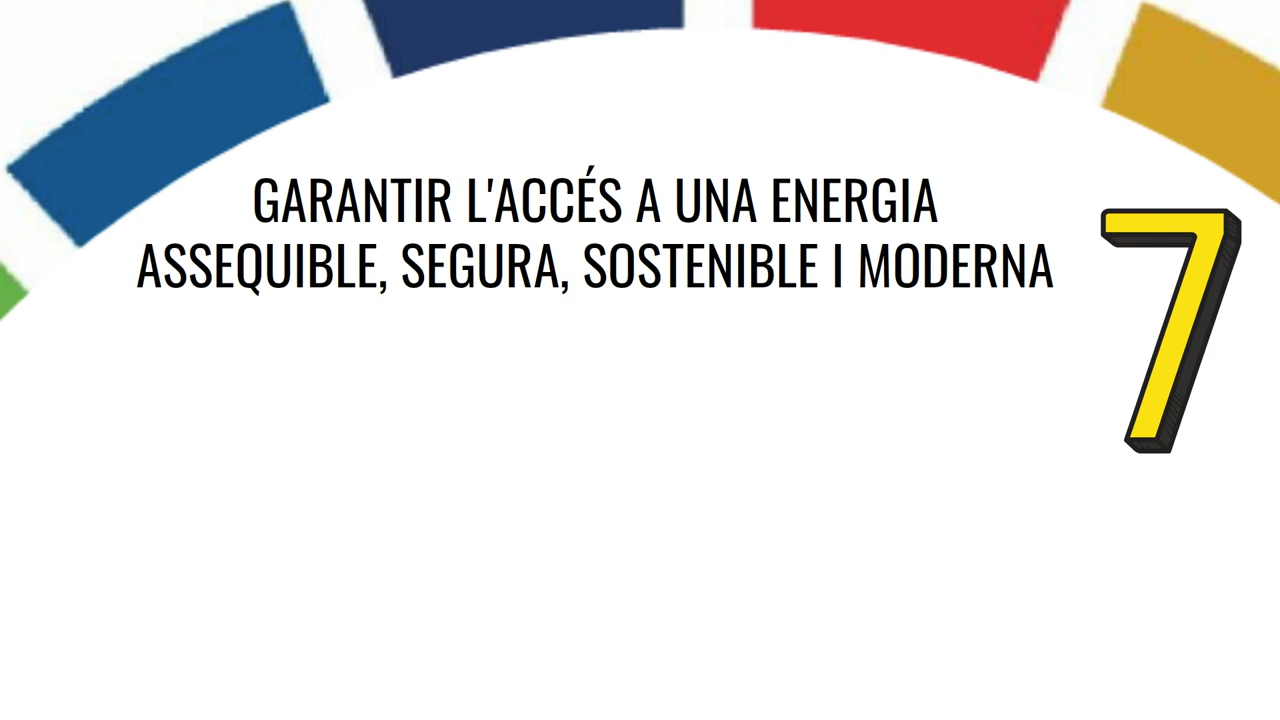 GARANTIR L'ACCÉS A UNA ENERGIA
ASSEQUIBLE, SEGURA, SOSTENIBLE I MODERNA
7